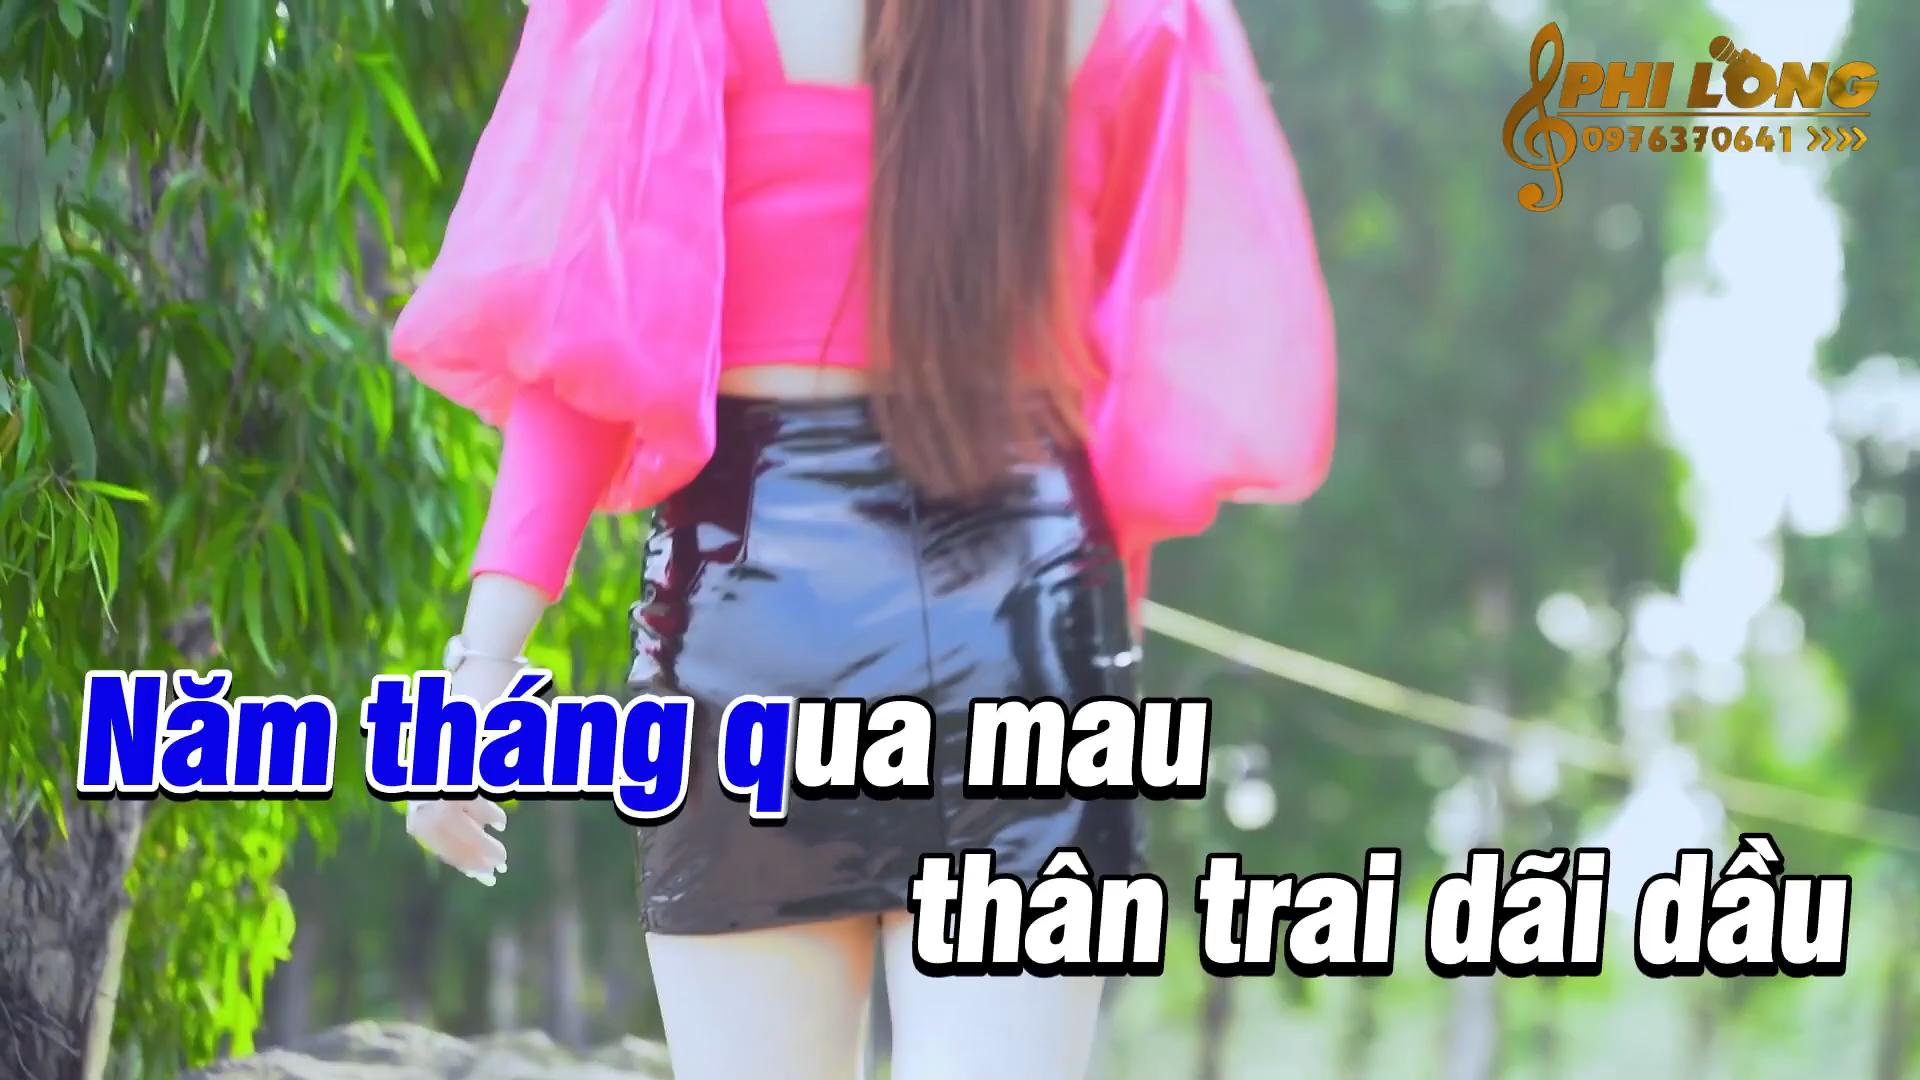 PHI LONG
0976370641 >>>>
Năm tháng qua mau
thân trai dãi dầu